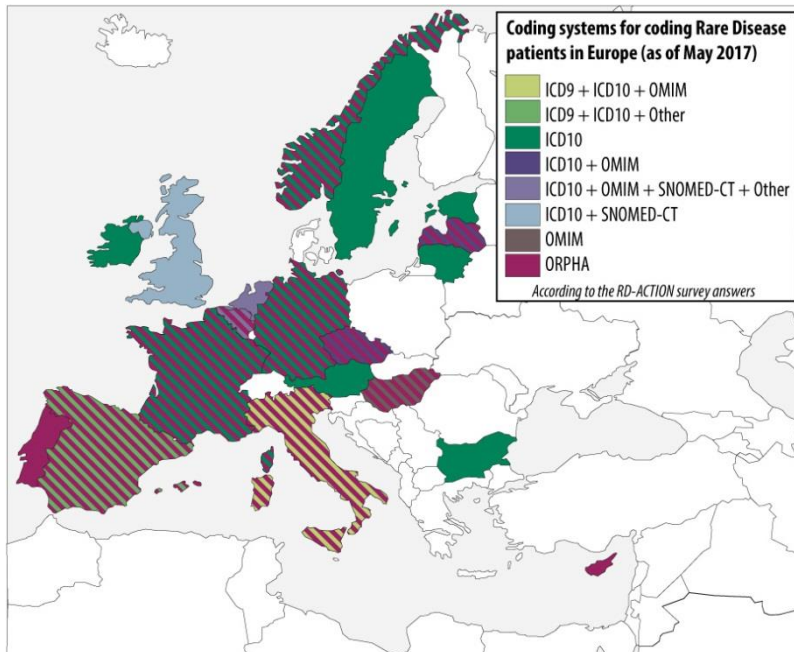 Coding systems for coding Rare Disease
patients in Europe (as of May 2017)
ICD9 + ICD10 + OMIM
ICD9 + ICD10 + Other
ICD10
ICD10 + OMIM
ICD10 + OMIM + SNOMED-CT + Other
ICD10 + SNOMED-CT
OMIM
ORPHA
According to the RD-ACTION survey answers